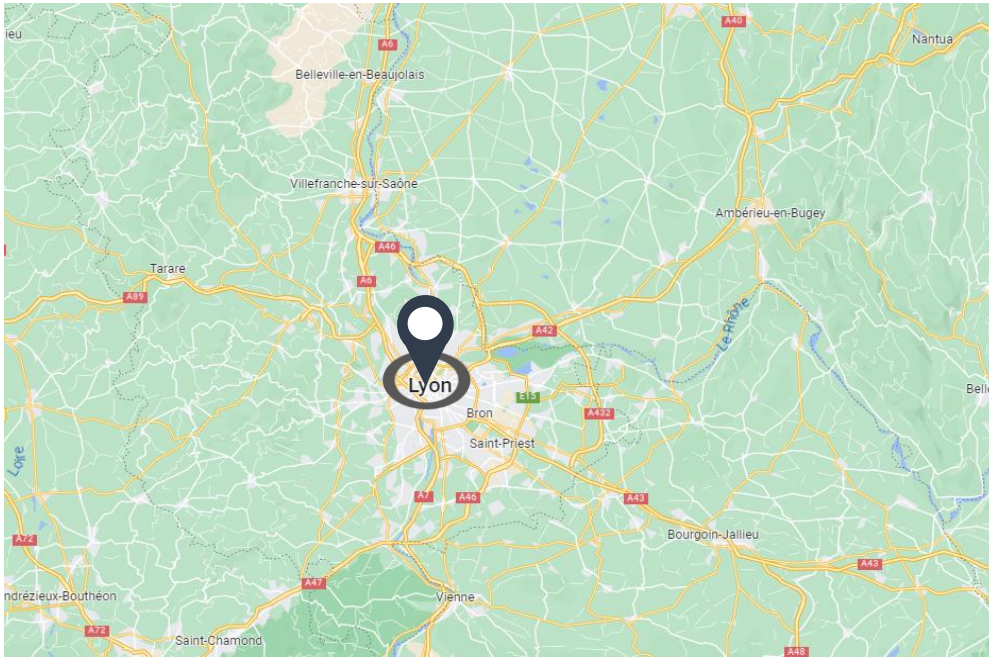 ieu
A40
Nantua
A6
Belleville-en-Beaujolais
Villefranche-sur-Saône
Ambérieu-en-Bugey
A46
Tarare
A6
A89
Le Rhône
A42
Lyon
Bell
E15
Bron
A432
Saint-Priest
Loire
A7
A46
A43
Bourgoin-Jallieu
A72
A43
A47
ndrézieux-Bouthéon
Vienne
A72
Saint-Chamond
A48